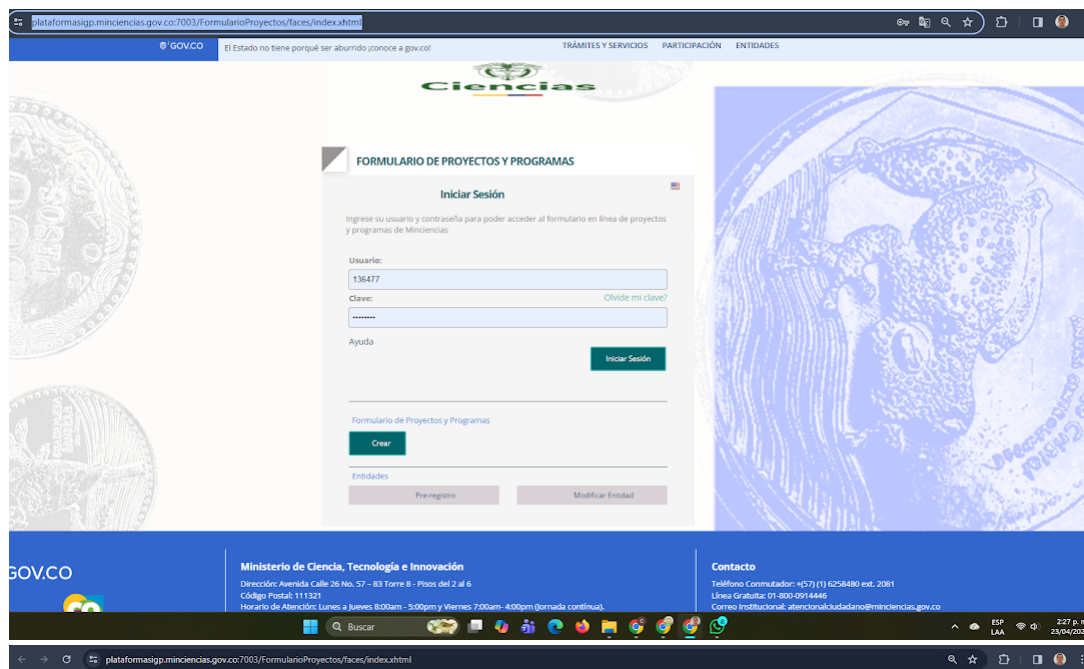 plataformasigp.minciencias.gov.co:7003/FormularioProyectos/faces/index.xhtml
GOV.CO El Estado no tiene porqué ser aburrido ¡conoce a gov.co! TRÁMITES Y SERVICIOS PARTICIPACIÓN ENTIDADES
Ciencias
PESOS
FORMULARIO DE PROYECTOS Y PROGRAMAS
Iniciar Sesión
Ingrese su usuario y contraseña para poder acceder al formulario en línea de proyectos
y programas de Minciencias
Usuario:
136477
Clave: Olvide mi clave?
••••••••
Ayuda
Iniciar Sesión
Formulario de Proyectos y Programas
Crear
Entidades
Pre-registro Modificar Entidad
GOV.CO
Ministerio de Ciencia, Tecnología e Innovación
Dirección: Avenida Calle 26 No. 57 – 83 Torre 8 - Pisos del 2 al 6
Código Postal: 111321
Horario de Atención: Lunes a Jueves 8:00am - 5:00pm y Viernes 7:00am- 4:00pm (Jornada contínua).
Contacto
Teléfono Conmutador: +(57) (1) 6258480 ext. 2081
Línea Gratuita: 01-800-0914446
Correo Institucional: atencionalciudadano@minciencias.gov.co
Buscar
ESP
LAA
2:27 p.
23/04/202
plataformasigp.minciencias.gov.co:7003/FormularioProyectos/faces/index.xhtml